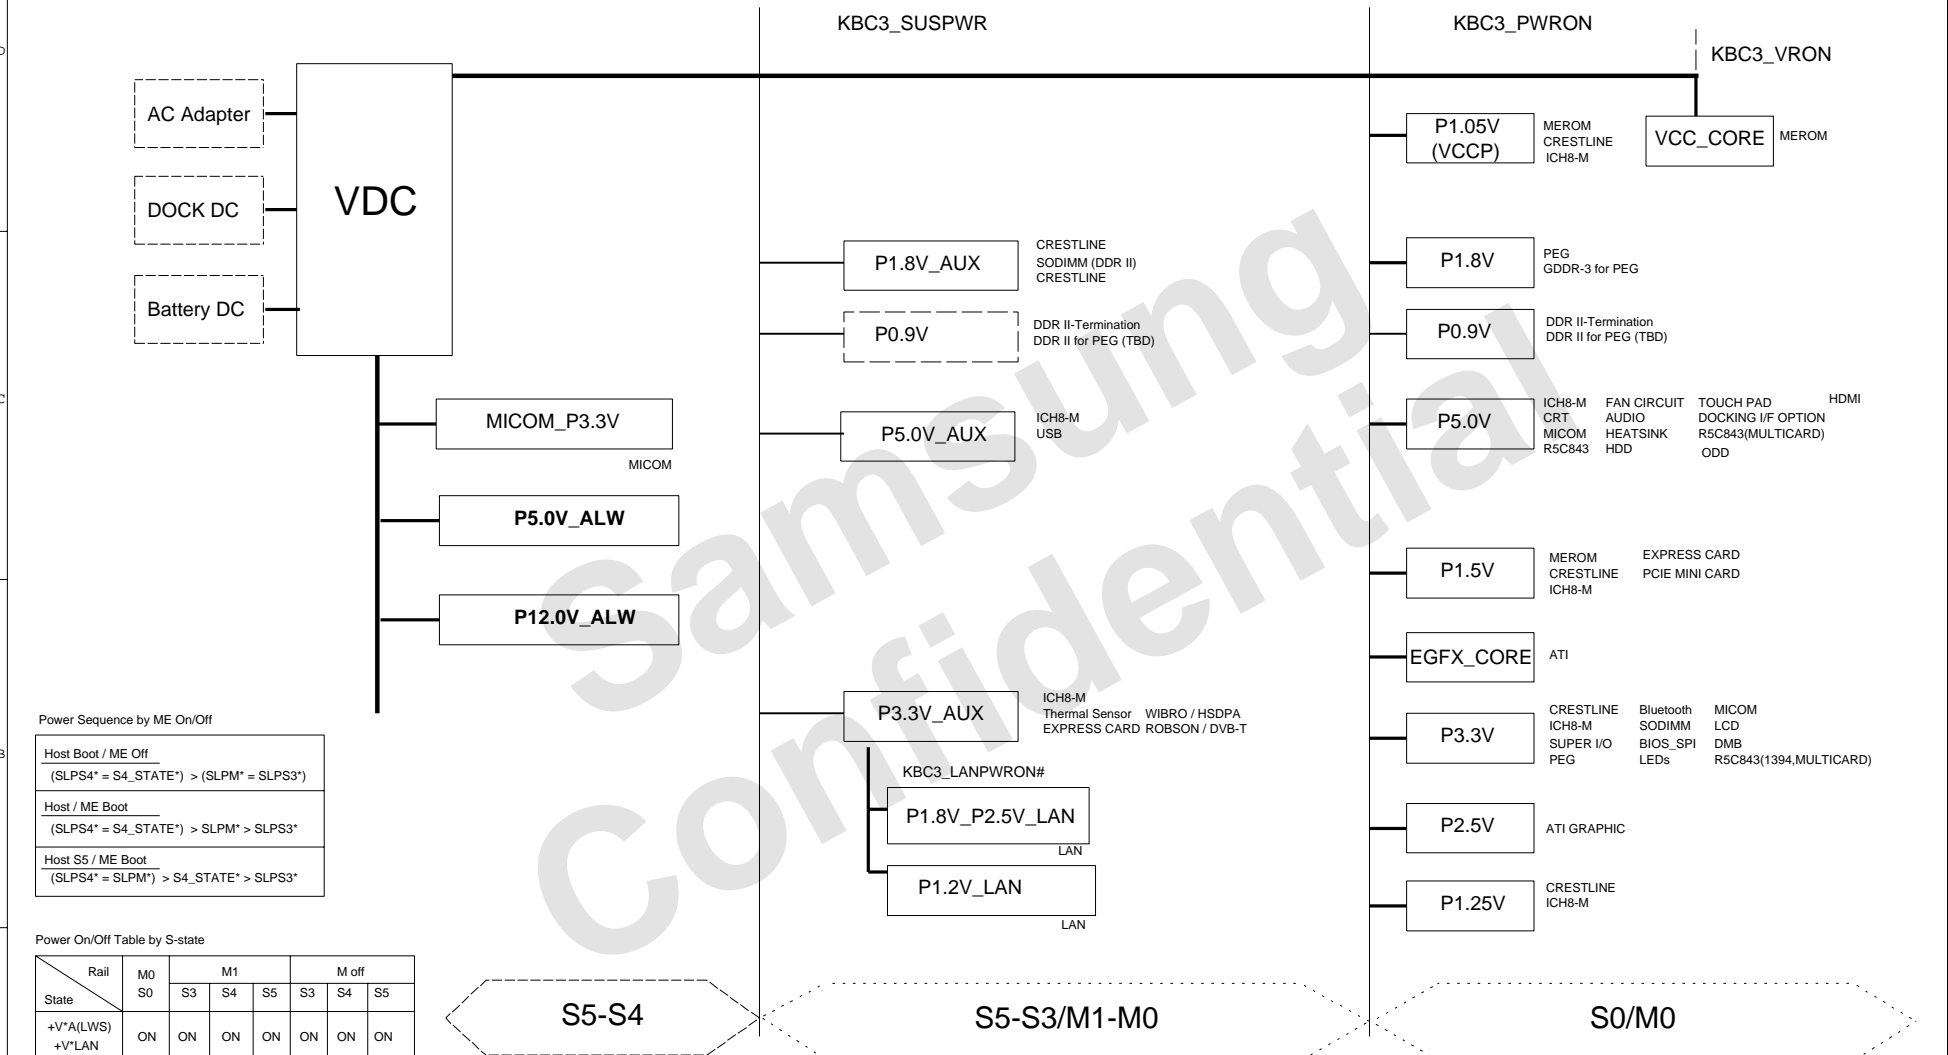 KBC3_SUSPWR
KBC3_PWRON
KBC3_VRON
AC Adapter
DOCK DC
Battery DC
VDC
MICOM_P3.3V
MICOM
P5.0V_ALW
P12.0V_ALW
P1.8V_AUX
CRESTLINE
SODIMM (DDR II)
CRESTLINE
P0.9V
DDR II-Termination
DDR II for PEG (TBD)
P5.0V_AUX
ICH8-M
USB
P3.3V_AUX
ICH8-M
Thermal Sensor WIBRO / HSDPA
EXPRESS CARD ROBSON / DVB-T
KBC3_LANPWRON#
P1.8V_P2.5V_LAN
LAN
P1.2V_LAN
LAN
P1.05V
(VCCP)
MEROM
CRESTLINE
ICH8-M
VCC_CORE
MEROM
P1.8V
PEG
GDDR-3 for PEG
P0.9V
DDR II-Termination
DDR II for PEG (TBD)
P5.0V
ICH8-M FAN CIRCUIT TOUCH PAD HDMI
CRT AUDIO DOCKING I/F OPTION
MICOM HEATSINK R5C843(MULTICARD)
R5C843 HDD ODD
P1.5V
MEROM EXPRESS CARD
CRESTLINE PCIE MINI CARD
ICH8-M
EGFX_CORE
ATI
P3.3V
CRESTLINE Bluetooth MICOM
ICH8-M SODIMM LCD
SUPER I/O BIOS_SPI DMB
PEG LEDs R5C843(1394,MULTICARD)
P2.5V
ATI GRAPHIC
P1.25V
CRESTLINE
ICH8-M
Power Sequence by ME On/Off
Host Boot / ME Off
(SLPS4* = S4_STATE*) > (SLPM* = SLPS3*)
Host / ME Boot
(SLPS4* = S4_STATE*) > SLPM* > SLPS3*
Host S5 / ME Boot
(SLPS4* = SLPM*) > S4_STATE* > SLPS3*
Power On/Off Table by S-state
Rail M0 M1 M off
State S0 S3 S4 S5 S3 S4 S5
+V*A(LWS)
+V*LAN
ON ON ON ON ON ON ON
S5-S4
S5-S3/M1-M0
S0/M0
Samsung
Confidential